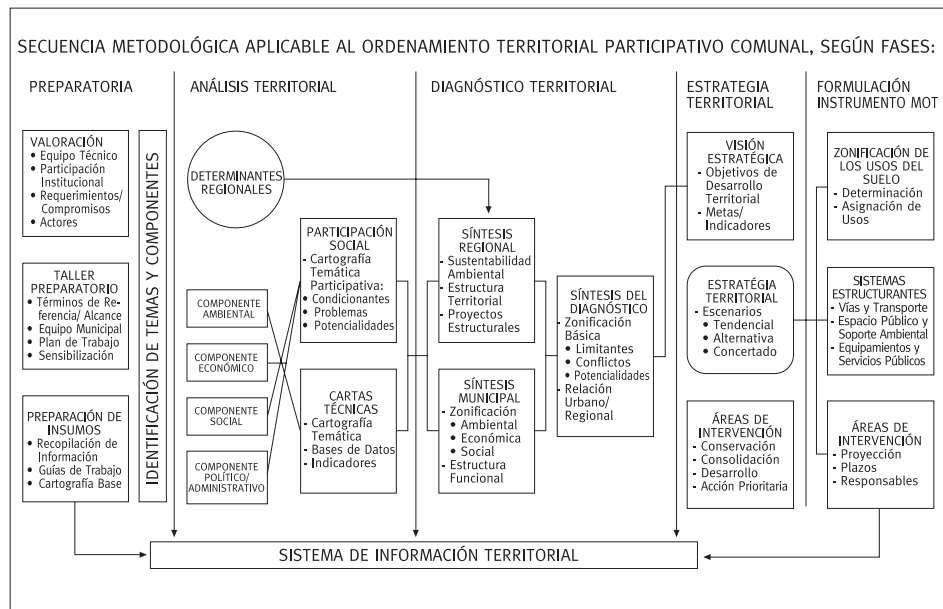 SECUENCIA METODOLÓGICA APLICABLE AL ORDENAMIENTO TERRITORIAL PARTICIPATIVO COMUNAL, SEGÚN FASES:
PREPARATORIA
VALORACIÓN
• Equipo Técnico
• Participación
Institucional
• Requerimientos/
Compromisos
• Actores
TALLER
PREPARATORIO
• Términos de Re-
ferencia/ Alcance
• Equipo Municipal
• Plan de Trabajo
• Sensibilización
PREPARACIÓN DE
INSUMOS
• Recopilación de
Información
• Guías de Trabajo
• Cartografía Base
IDENTIFICACIÓN DE TEMAS Y COMPONENTES
ANÁLISIS TERRITORIAL
DETERMINANTES
REGIONALES
COMPONENTE
AMBIENTAL
COMPONENTE
ECONÓMICO
COMPONENTE
SOCIAL
COMPONENTE
POLÍTICO/
ADMINISTRATIVO
PARTICIPACIÓN
SOCIAL
- Cartografía
Temática
Participativa:
• Condicionantes
• Problemas
• Potencialidades
CARTAS
TÉCNICAS
- Cartografía
Temática
- Bases de Datos
- Indicadores
DIAGNÓSTICO TERRITORIAL
SÍNTESIS
REGIONAL
- Sustentabilidad
Ambiental
- Estructura
Territorial
- Proyectos
Estructurales
SÍNTESIS
MUNICIPAL
- Zonificación
• Ambiental
• Económica
• Social
- Estructura
Funcional
SÍNTESIS DEL
DIAGNÓSTICO
- Zonificación
Básica
• Limitantes
• Conflictos
• Potencialidades
- Relación
Urbano/
Regional
ESTRATEGIA
TERRITORIAL
VISIÓN
ESTRATÉGICA
- Objetivos de
Desarrollo
Territorial
- Metas/
Indicadores
ESTRATÉGIA
TERRITORIAL
- Escenarios
• Tendencial
• Alternativa
• Concertado
ÁREAS DE
INTERVENCIÓN
- Conservación
- Consolidación
- Desarrollo
- Acción Prioritaria
FORMULACIÓN
INSTRUMENTO MOT
ZONIFICACIÓN DE
LOS USOS DEL
SUELO
- Determinación
- Asignación de
Usos
SISTEMAS
ESTRUCTURANTES
- Vías y Transporte
- Espacio Público y
Soporte Ambiental
- Equipamientos y
Servicios Públicos
ÁREAS DE
INTERVENCIÓN
- Proyección
- Plazos
- Responsables
SISTEMA DE INFORMACIÓN TERRITORIAL